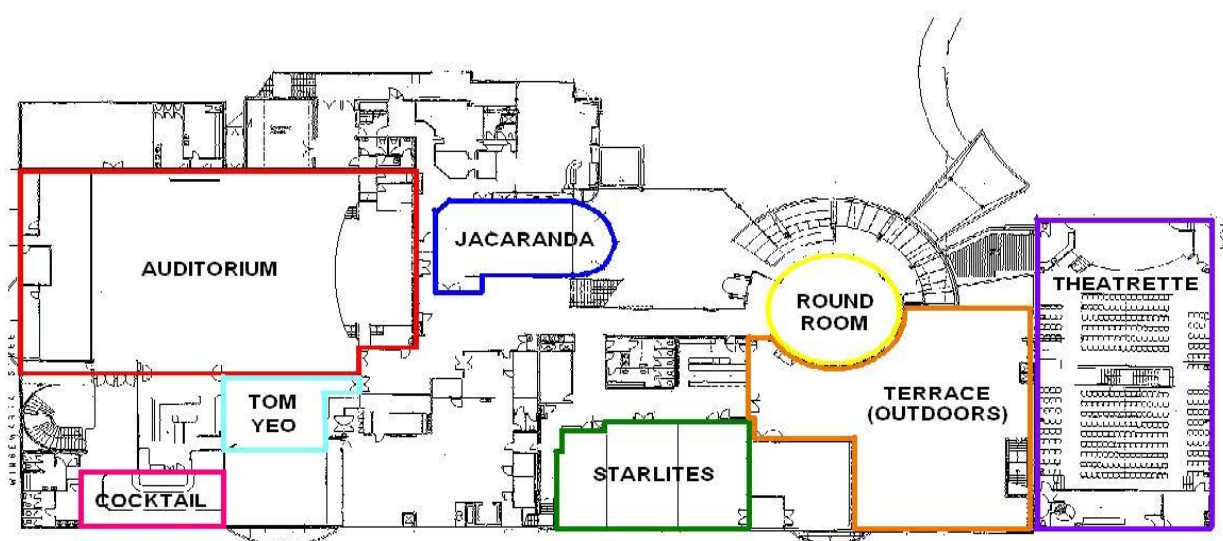 JACARANDA
AUDITORIUM
THEATRETTE
ROUND
ROOM
TERRACE
(OUTDOORS)
TOM
YEO
STARLITES
COCKTAIL